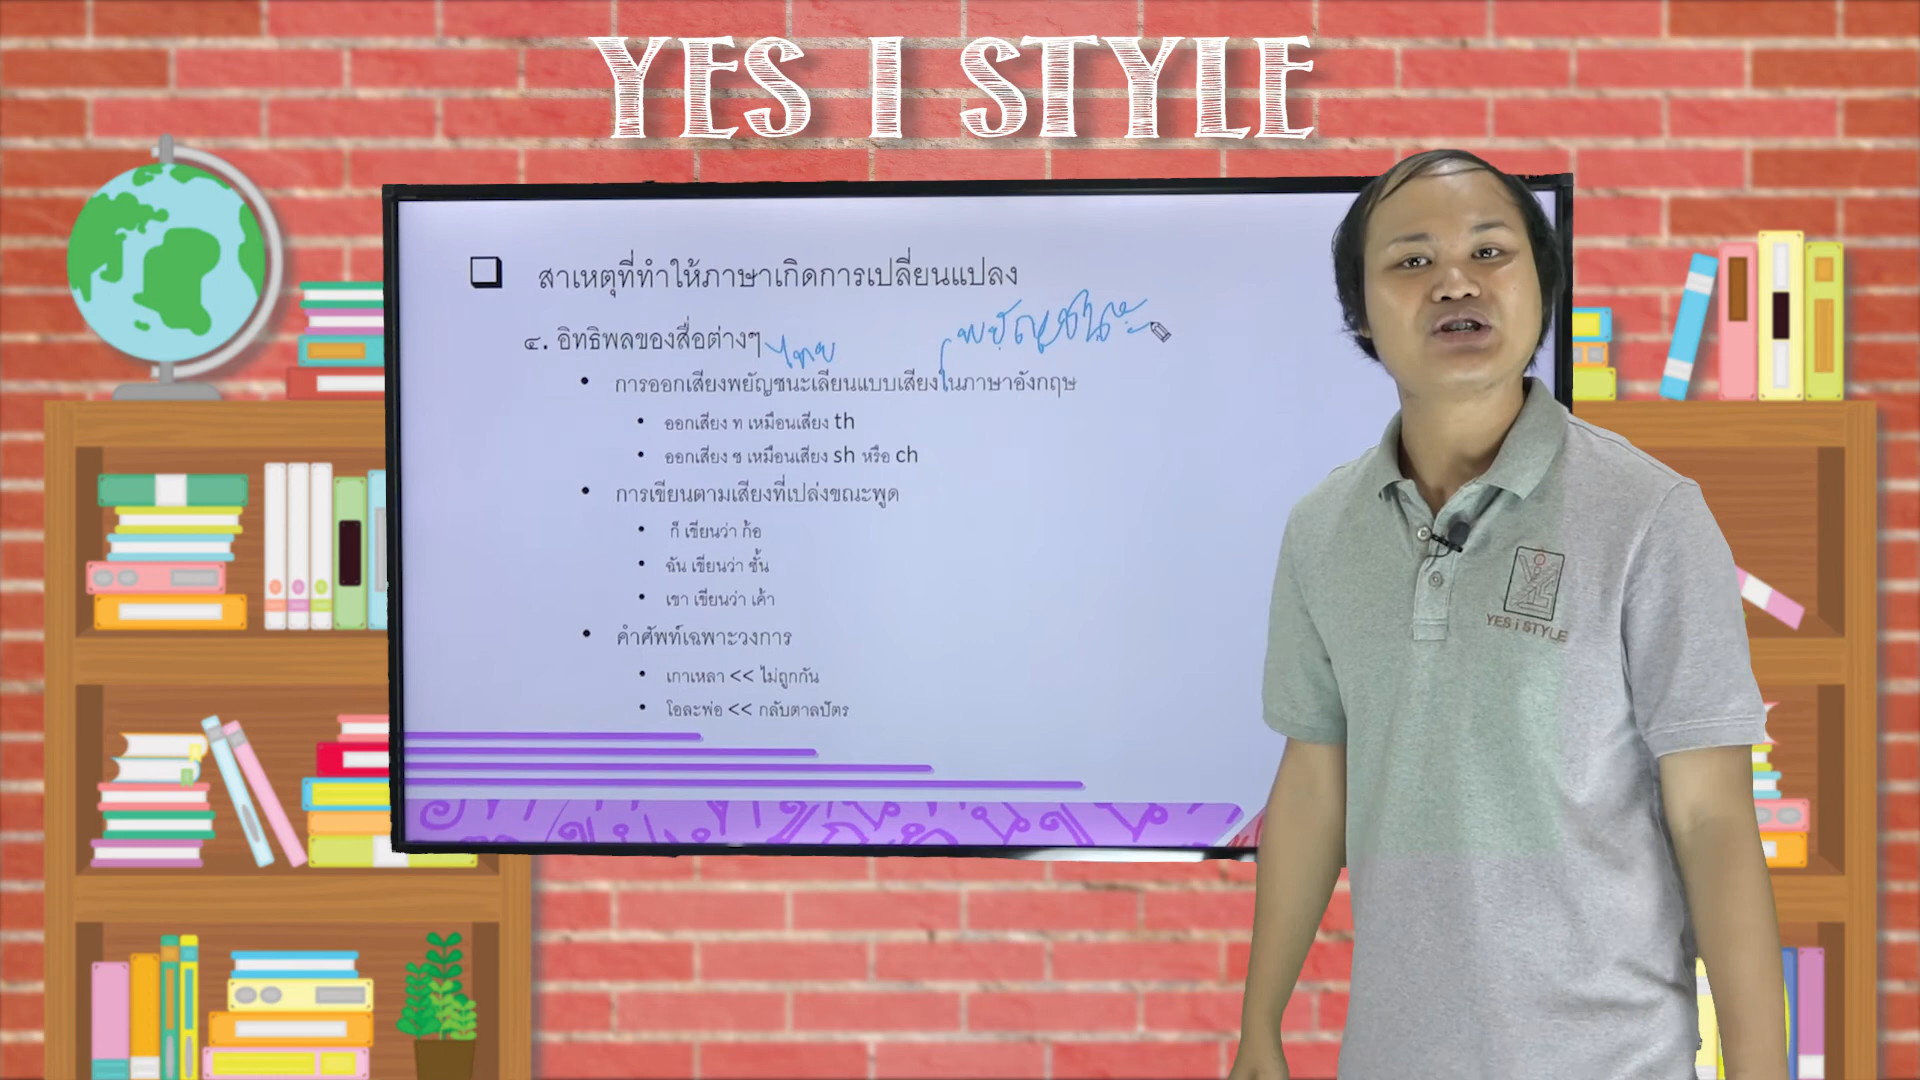 YES I STYLE
สาเหตุที่ทำให้ภาษาเกิดการเปลี่ยนแปลง
๔. อิทธิพลของสื่อต่างๆ
ไทย
พยัญชนะ
• การออกเสียงพยัญชนะเลียนแบบเสียงในภาษาอังกฤษ
• ออกเสียง ท เหมือนเสียง th
• ออกเสียง ช เหมือนเสียง sh หรือ ch
• การเขียนตามเสียงที่เปล่งขณะพูด
• ก็ เขียนว่า ก้อ
• ฉัน เขียนว่า ชั้น
• เขา เขียนว่า เค้า
• คำศัพท์เฉพาะวงการ
• เกาเหลา << ไม่ถูกกัน
• โอละพ่อ << กลับตาลปัตร
YES i STYLE